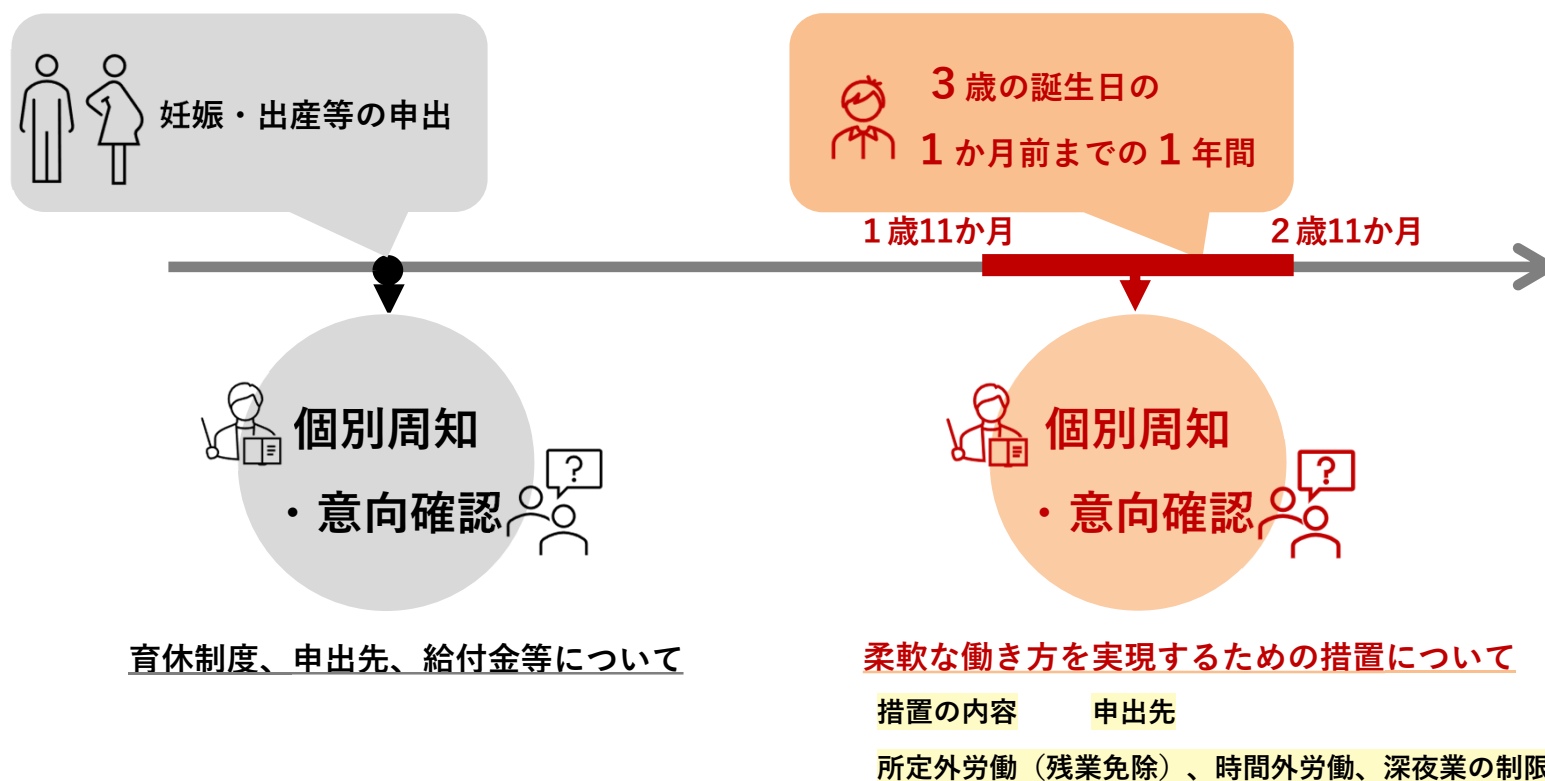 妊娠・出産等の申出
３歳の誕生日の
１か月前までの１年間
１歳11か月
２歳11か月
個別周知
・意向確認
?
個別周知
・意向確認
?
育休制度、申出先、給付金等について
柔軟な働き方を実現するための措置について
措置の内容　申出先
所定外労働（残業免除）、時間外労働、深夜業の制限